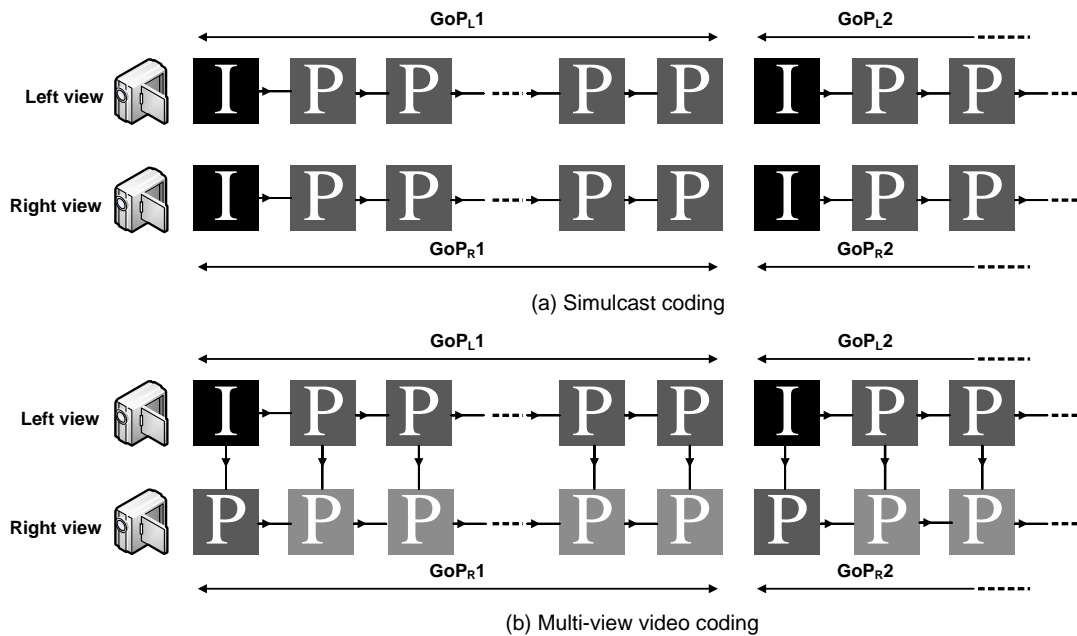 GoPL1 GoPL2
Left view I P P P P I P P
Right view I P P P P I P P
GoPR1 GoPR2
(a) Simulcast coding
GoPL1 GoPL2
Left view I P P P P I P P
Right view P P P P P P P P
GoPR1 GoPR2
(b) Multi-view video coding